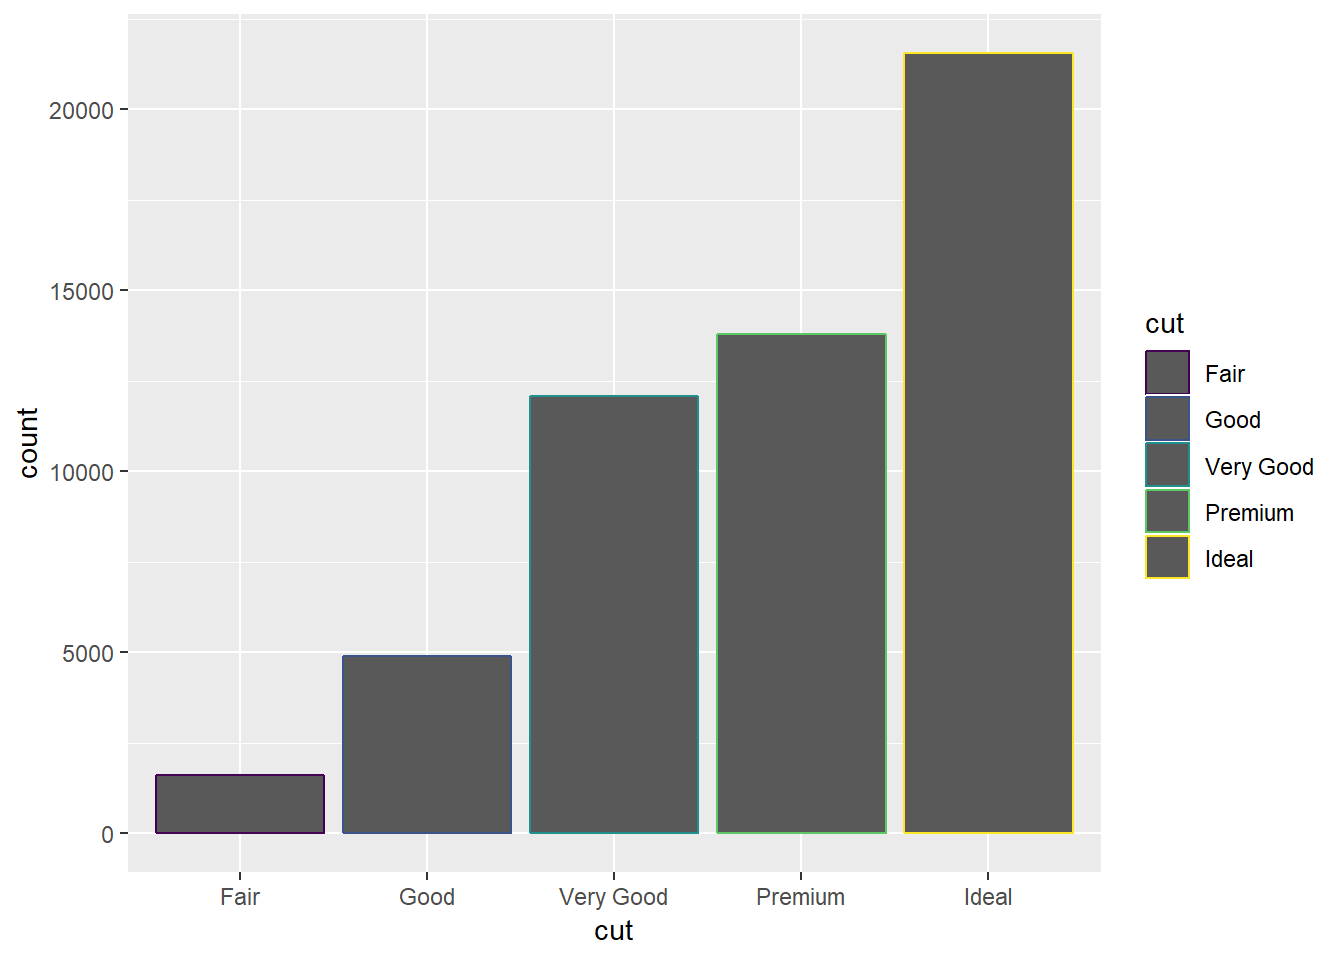 20000
15000
10000
5000
0
count
Fair
Good
Very Good
Premium
Ideal
cut
cut
Fair
Good
Very Good
Premium
Ideal